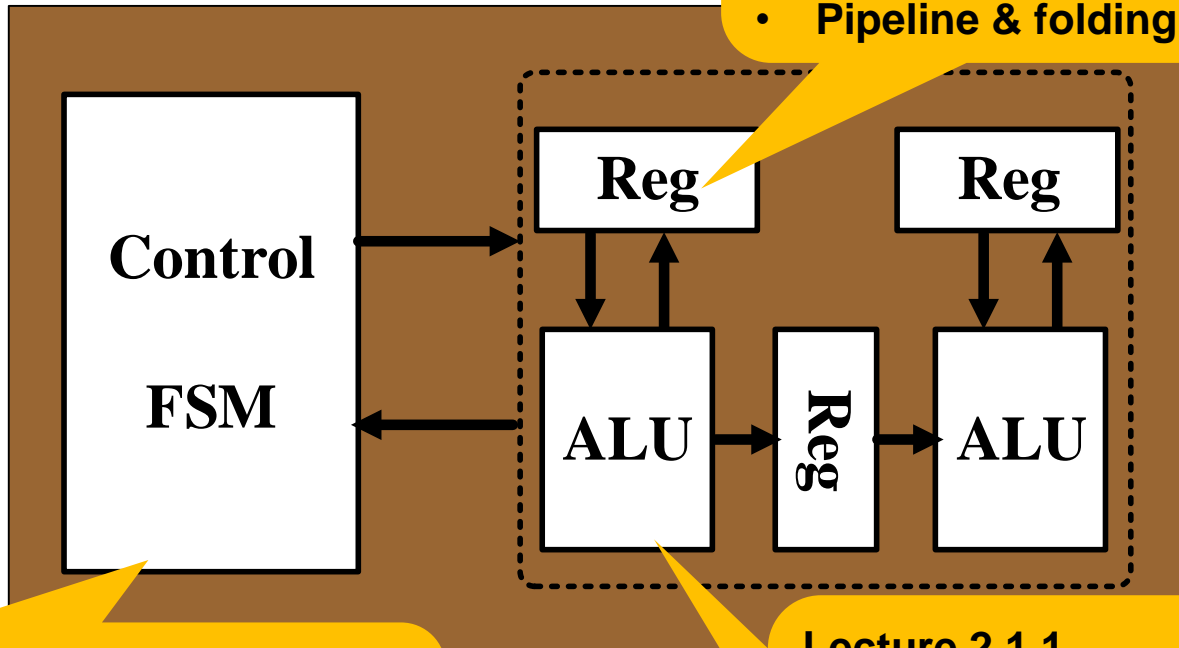 • Pipeline & folding
Reg
Reg
Control
FSM
ALU
Reg
ALU
Lecture 2.1.1